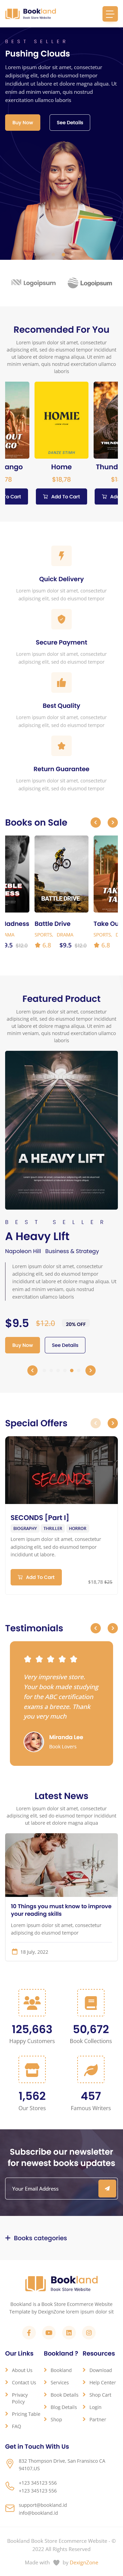 Bookland
Book Store Website
BEST SELLER
Pushing Clouds
Lorem ipsum dolor sit amet, consectetur
adipiscing elit, sed do eiusmod tempor
incididunt ut labore et dolore magna aliqua. Ut
enim ad minim veniam, quis nostrud
exercitation ullamco laboris
Buy Now
See Details
Logoipsum
Logoipsum
Recomended For You
Lorem ipsum dolor sit amet, consectetur
adipiscing elit, sed do eiusmod tempor incididunt
ut labore et dolore magna aliqua. Ut enim ad
minim veniam, quis nostrud exercitation ullamco
laboris
HOMIE
ango
Home
Thund
$18,78
Add To Cart
Quick Delivery
Lorem ipsum dolor sit amet, consectetur
adipiscing elit, sed do eiusmod tempor
Secure Payment
Lorem ipsum dolor sit amet, consectetur
adipiscing elit, sed do eiusmod tempor
Best Quality
Lorem ipsum dolor sit amet, consectetur
adipiscing elit, sed do eiusmod tempor
Return Guarantee
Lorem ipsum dolor sit amet, consectetur
adipiscing elit, sed do eiusmod tempor
Books on Sale
BATTLE DRIVE
Madness
Battle Drive
Take Ou
SPORTS, DRAMA
6.8 $9.5 $12.0
6.8
Featured Product
Lorem ipsum dolor sit amet, consectetur
adipiscing elit, sed do eiusmod tempor incididunt
ut labore et dolore magna aliqua. Ut enim ad
minim veniam, quis nostrud exercitation ullamco
laboris
A HEAVY LIFT
BEST SELLER
A Heavy LIft
Napoleon Hill Business & Strategy
Lorem ipsum dolor sit amet, consectetur
adipiscing elit, sed do eiusmod tempor
incididunt ut labore et dolore magna aliqua. Ut
enim ad minim veniam, quis nostrud
exercitation ullamco laboris
$9.5 $12.0 20% OFF
Buy Now
See Details
Special Offers
SECONDS
SECONDS [Part I]
BIOGRAPHY THRILLER HORROR
Lorem ipsum dolor sit amet, consectetur
adipiscing elit, sed do eiusmod tempor
incididunt ut labore.
Add To Cart
$18,78 $25
Testimonials
Very impresive store.
Your book made studying
for the ABC certification
exams a breeze. Thank
you very much
Miranda Lee
Book Lovers
Latest News
Lorem ipsum dolor sit amet, consectetur
adipiscing elit, sed do eiusmod tempor incididunt
ut labore et dolore magna aliqua
10 Things you must know to improve
your reading skills
Lorem ipsum dolor sit amet, consectetur
adipiscing do eiusmod tempor
18 July, 2022
125,663
Happy Customers
50,672
Book Collections
1,562
Our Stores
457
Famous Writers
Subscribe our newsletter
for newest books updates
Your Email Address
Books categories
Bookland
Book Store Website
Bookland is a Book Store Ecommerce Website
Template by DesignZone lorem ipsum dolor sit
Our Links
About Us
Contact Us
Privacy
Policy
Pricing Table
FAQ
Bookland ?
Bookland
Services
Book Details
Blog Details
Shop
Resources
Download
Help Center
Shop Cart
Login
Partner
Get in Touch With Us
832 Thompson Drive, San Fransisco CA
94107,US
+123 345123 556
+123 345123 556
support@bookland.id
info@bookland.id
Bookland Book Store Ecommerce Website - ©
2022 All Rights Reserved
Made with by DesignZone